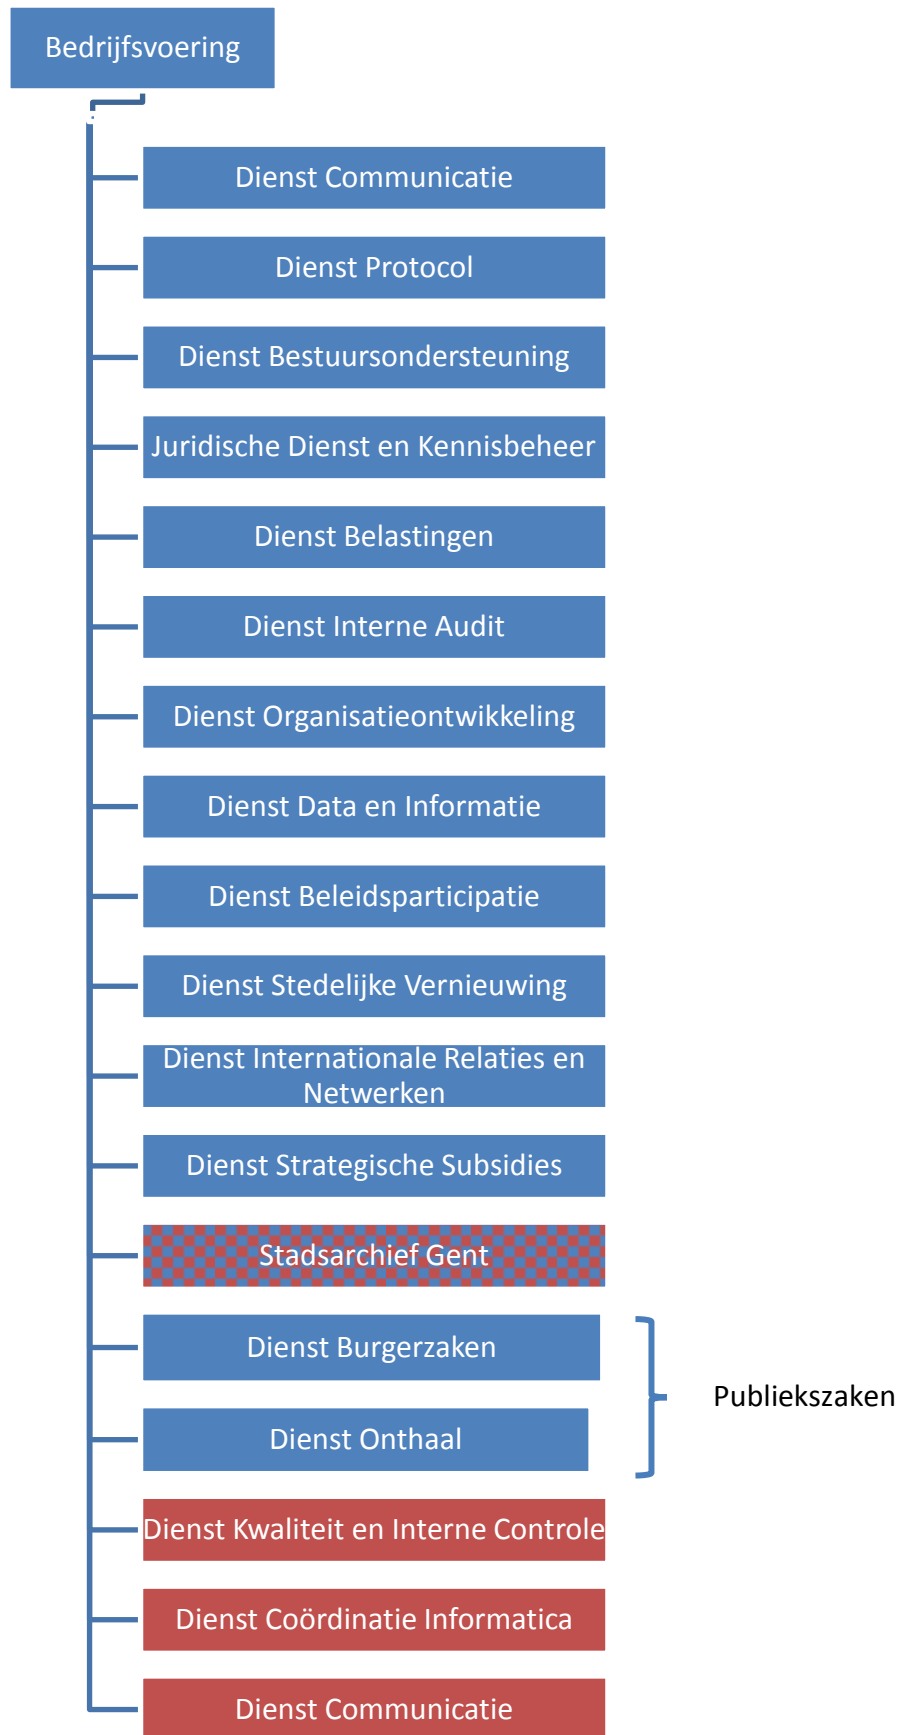 Bedrijfsvoering
Dienst Communicatie
Dienst Protocol
Dienst Bestuursondersteuning
Juridische Dienst en Kennisbeheer
Dienst Belastingen
Dienst Interne Audit
Dienst Organisatieontwikkeling
Dienst Data en Informatie
Dienst Beleidsparticipatie
Dienst Stedelijke Vernieuwing
Dienst Internationale Relaties en
Netwerken
Dienst Strategische Subsidies
Stadsarchief Gent
Dienst Burgerzaken
Publiekszaken
Dienst Onthaal
Dienst Kwaliteit en Interne Controle
Dienst Coördinatie Informatica
Dienst Communicatie